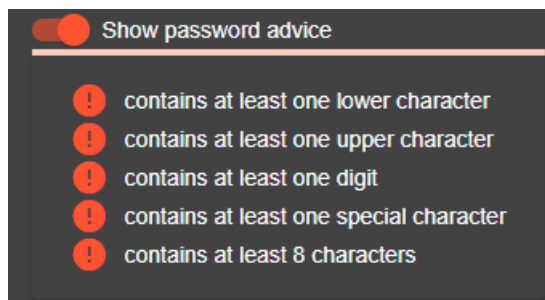 Show password advice
contains at least one lower character
contains at least one upper character
contains at least one digit
contains at least one special character
contains at least 8 characters